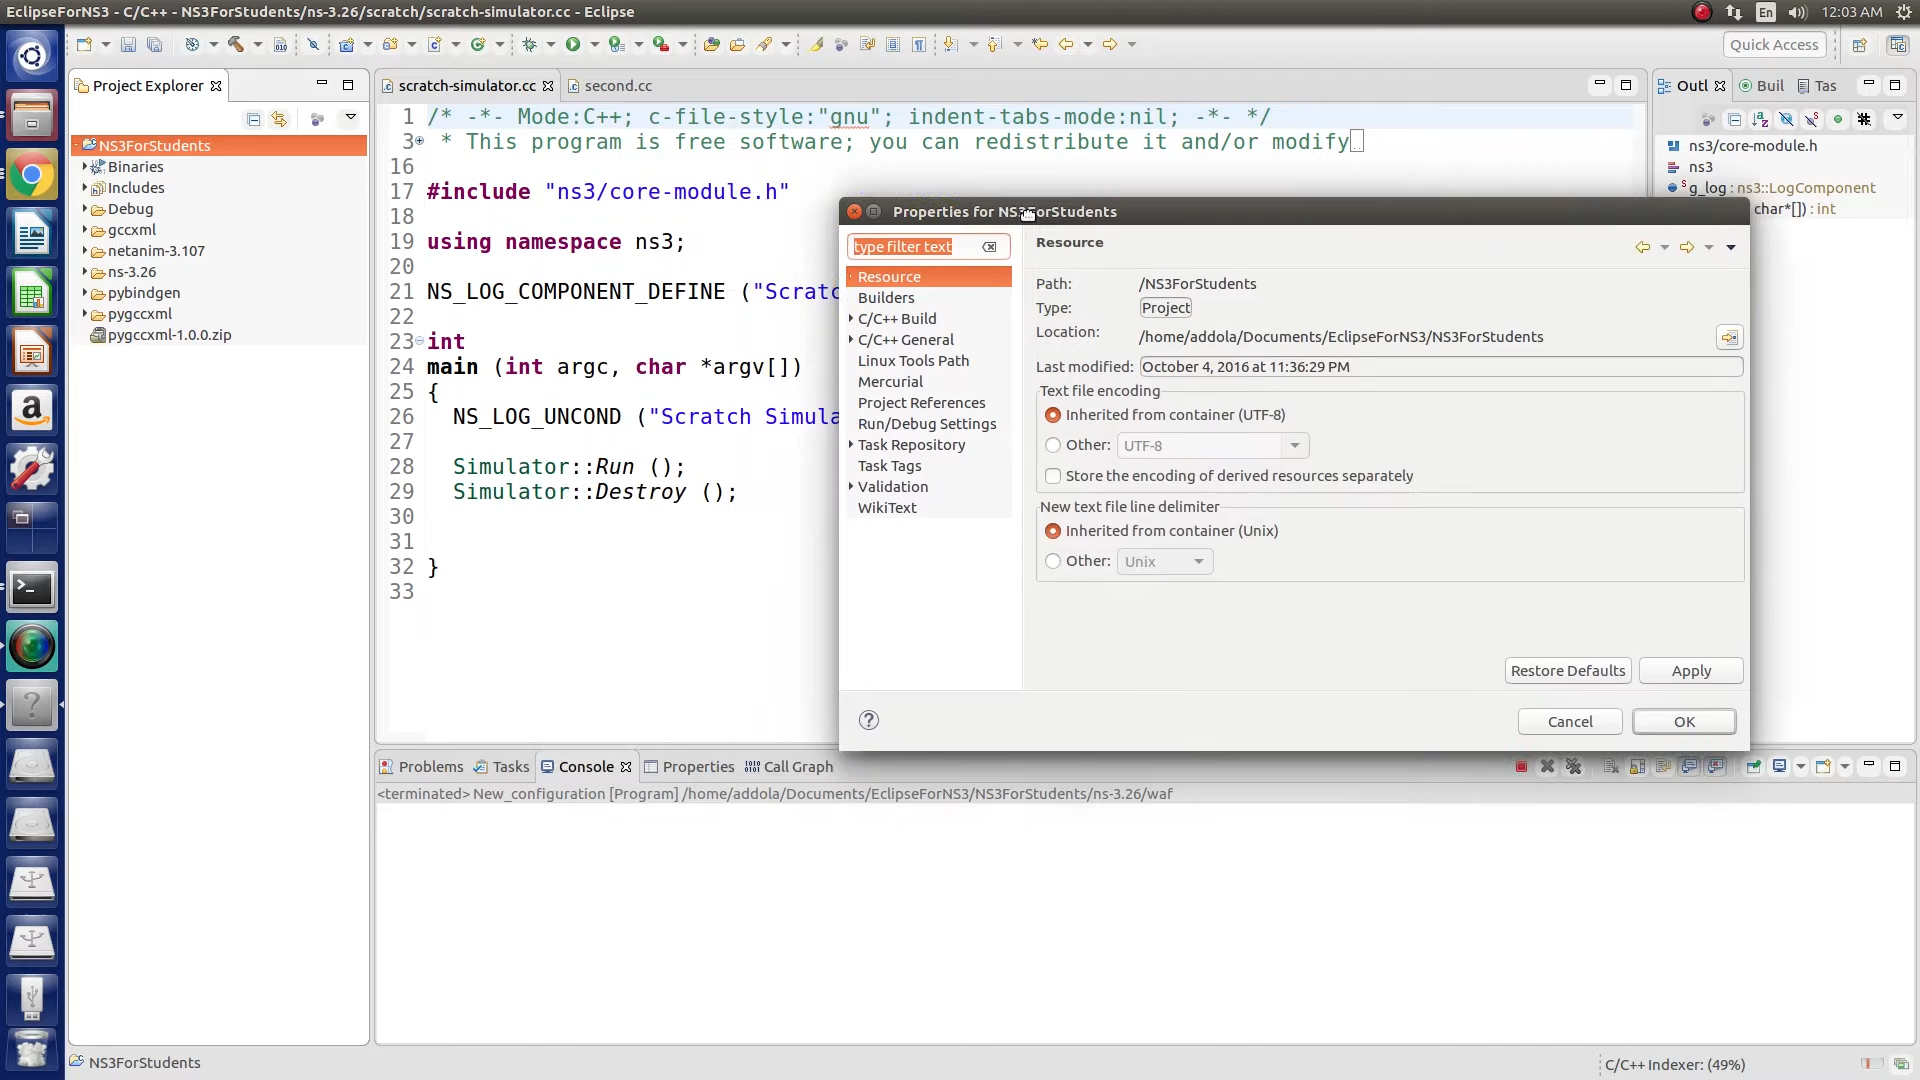 EclipseForNS3 - C/C++ - NS3ForStudents/ns-3.26/scratch/scratch-simulator.cc - Eclipse
En
12:03 AM
Quick Access
Project Explorer
scratch-simulator.cc
second.cc
Outl
Buil
Tas
NS3ForStudents
Binaries
Includes
Debug
gccxml
netanim-3.107
ns-3.26
pybindgen
pygccxml
pygccxml-1.0.0.zip
1 /* -*- Mode:C++; c-file-style:"gnu"; indent-tabs-mode:nil; -*- */
3 * This program is free software; you can redistribute it and/or modify
16
17 #include "ns3/core-module.h"
18
19 using namespace ns3;
20
21 NS_LOG_COMPONENT_DEFINE ("Scratc
22
23 int
24 main (int argc, char *argv[])
25 {
26 NS_LOG_UNCOND ("Scratch Simula
27
28 Simulator::Run ();
29 Simulator::Destroy ();
30
31
32 }
33
ns3/core-module.h
ns3
g_log : ns3::LogComponent
char*[]) : int
Properties for NS3ForStudents
type filter text
Resource
Builders
C/C++ Build
C/C++ General
Linux Tools Path
Mercurial
Project References
Run/Debug Settings
Task Repository
Task Tags
Validation
WikiText
Resource
Path: /NS3ForStudents
Type: Project
Location: /home/addola/Documents/EclipseForNS3/NS3ForStudents
Last modified: October 4, 2016 at 11:36:29 PM
Text file encoding
Inherited from container (UTF-8)
Other: UTF-8
Store the encoding of derived resources separately
New text file line delimiter
Inherited from container (Unix)
Other: Unix
Restore Defaults
Apply
Cancel
OK
Problems
Tasks
Console
Properties
Call Graph
<terminated> New_configuration [Program] /home/addola/Documents/EclipseForNS3/NS3ForStudents/ns-3.26/waf
NS3ForStudents
C/C++ Indexer: (49%)